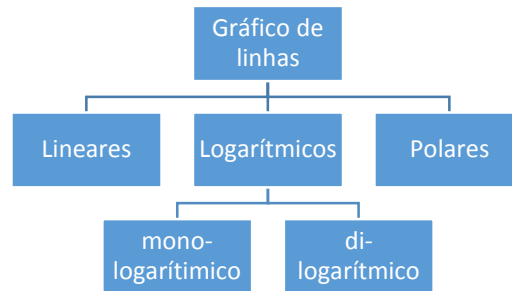 Gráfico de
linhas
Lineares
Logarítmicos
Polares
mono-
logarítimico
di-
logarítmico